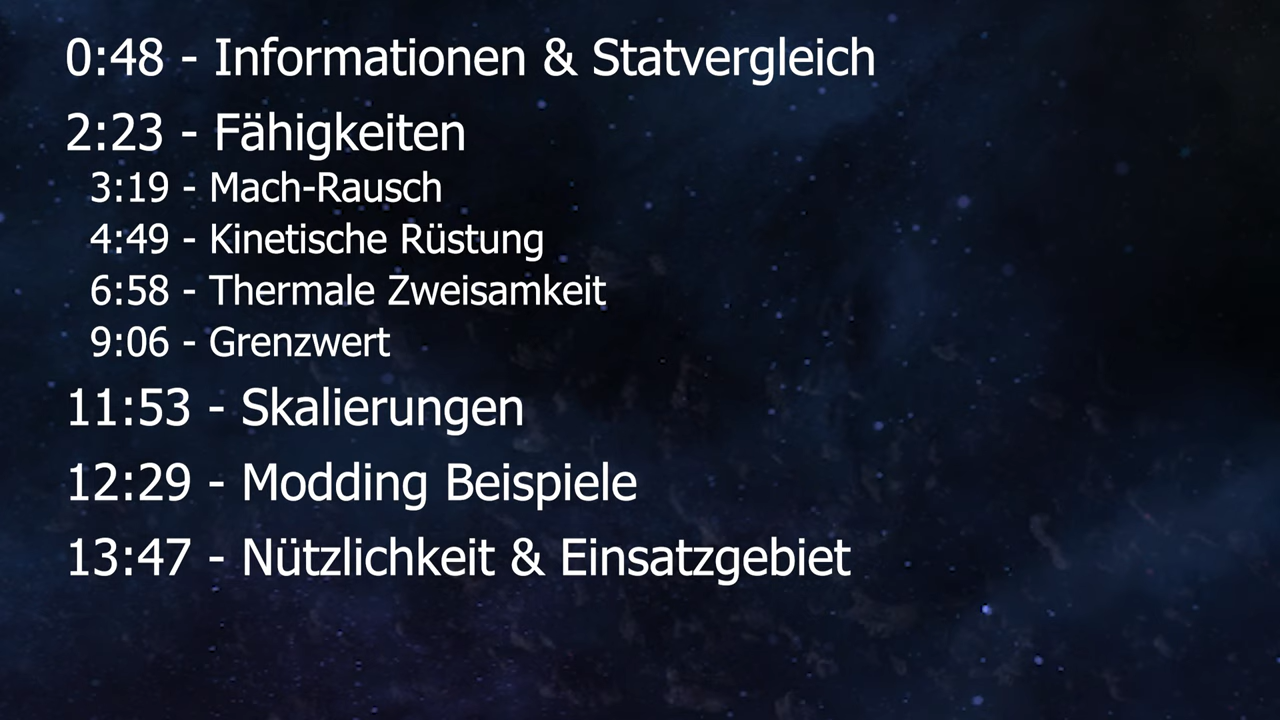 0:48 - Informationen & Statvergleich
2:23 - Fähigkeiten
3:19 - Mach-Rausch
4:49 - Kinetische Rüstung
6:58 - Thermale Zweisamkeit
9:06 - Grenzwert
11:53 - Skalierungen
12:29 - Modding Beispiele
13:47 - Nützlichkeit & Einsatzgebiet